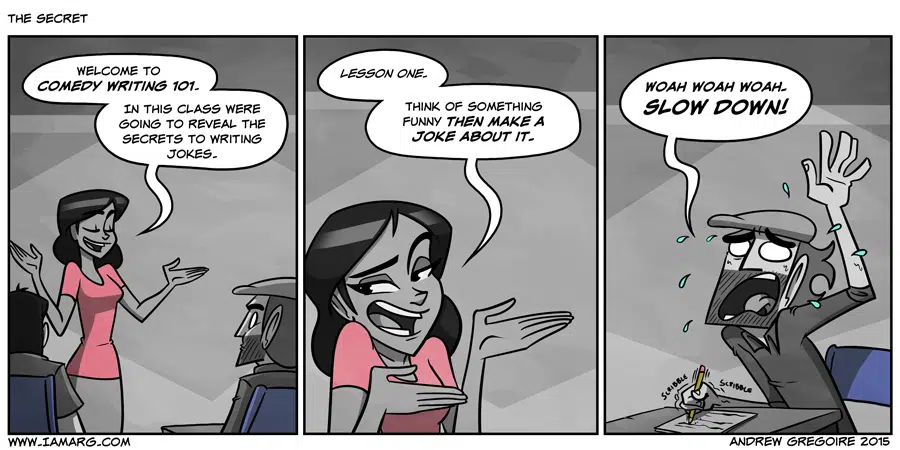 THE SECRET
WELCOME TO
COMEDY WRITING 101.
IN THIS CLASS WERE
GOING TO REVEAL THE
SECRETS TO WRITING
JOKES.
LESSON ONE.
THINK OF SOMETHING
FUNNY THEN MAKE A
JOKE ABOUT IT.
WOAH WOAH WOAH.
SLOW DOWN!
SCRIBBLE
SCRIBBLE
WWW.IAMARG.COM
ANDREW GREGOIRE 2015